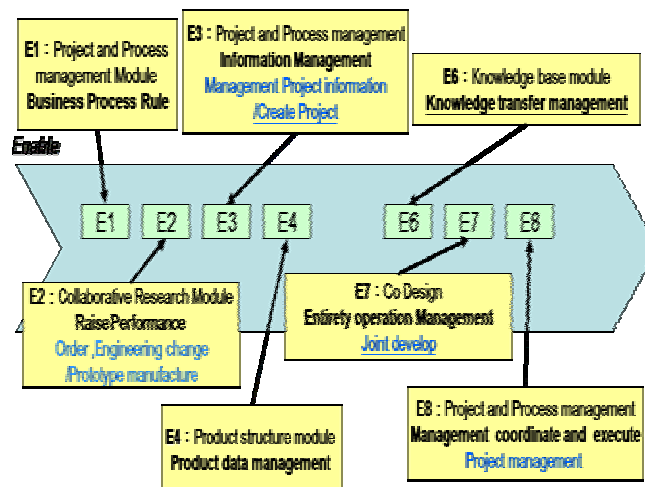 E1：Project and Process
management Module
Business Process Rule
E3：Project and Process management
Information Management
Management Project information
/Create Project
E6：Knowledge base module
Knowledge transfer management
Enable
E1
E2
E3
E4
E6
E7
E8
E2：Collaborative Research Module
Raise Performance
Order ,Engineering change
/Prototype manufacture
E7：Co Design
Entirety operation Management
Joint develop
E4：Product structure module
Product data management
E8：Project and Process management
Management coordinate and execute
Project management